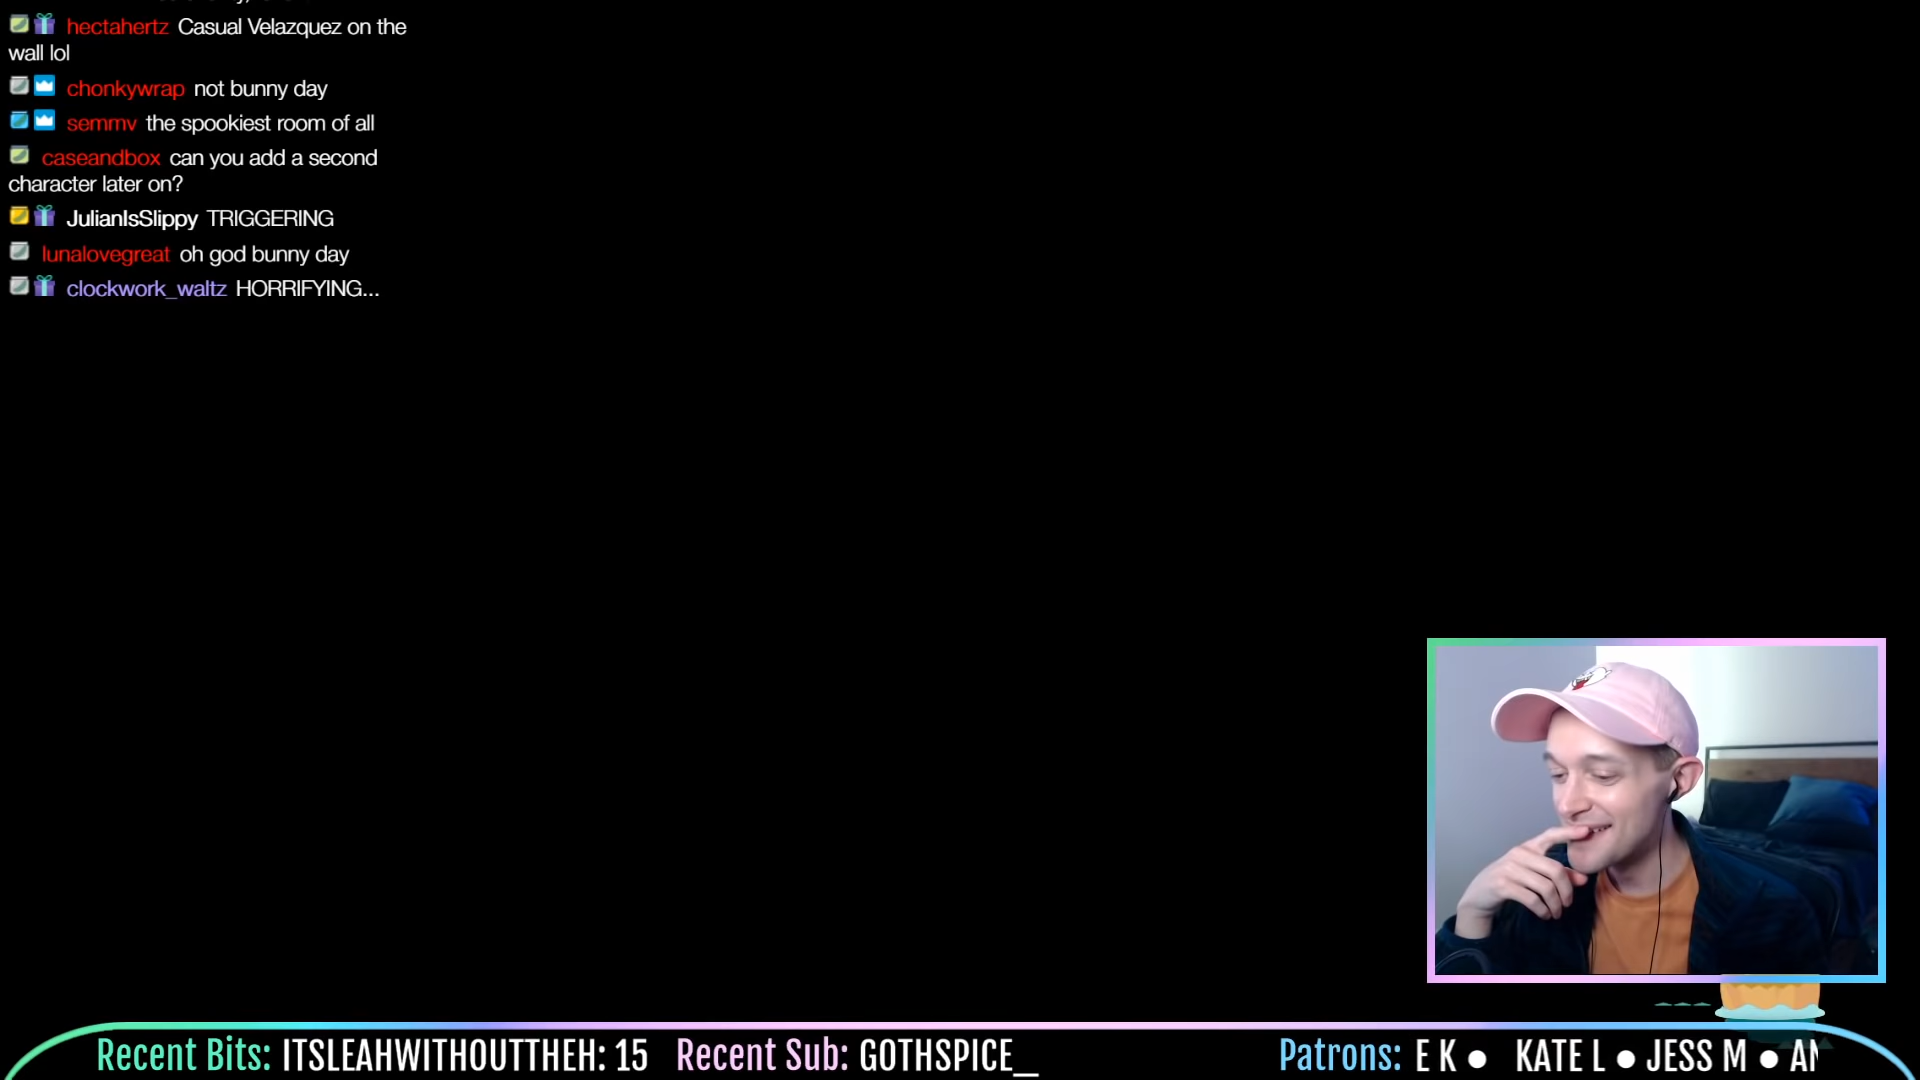 hectahertz Casual Velazquez on the
wall lol
chonkywrap not bunny day
semmv the spookiest room of all
caseandbox can you add a second
character later on?
JulianIsSlippy TRIGGERING
lunalovegreat oh god bunny day
clockwork_waltz HORRIFYING...
Recent Bits: ITSLEAHWITHOUTTHEH: 15 Recent Sub: GOTHSPICE_ Patrons: E K ● KATE L ● JESS M ●